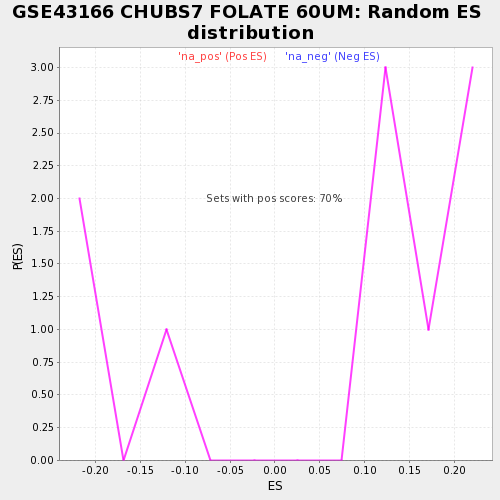 GSE43166 CHUBS7 FOLATE 60UM: Random ES
distribution
'na_pos' (Pos ES) 'na_neg' (Neg ES)
3.00
2.75
2.50
2.25
2.00
1.75
1.50
1.25
1.00
0.75
0.50
0.25
0.00
P(ES)
Sets with pos scores: 70%
-0.20 -0.15 -0.10 -0.05 0.00 0.05 0.10 0.15 0.20
ES